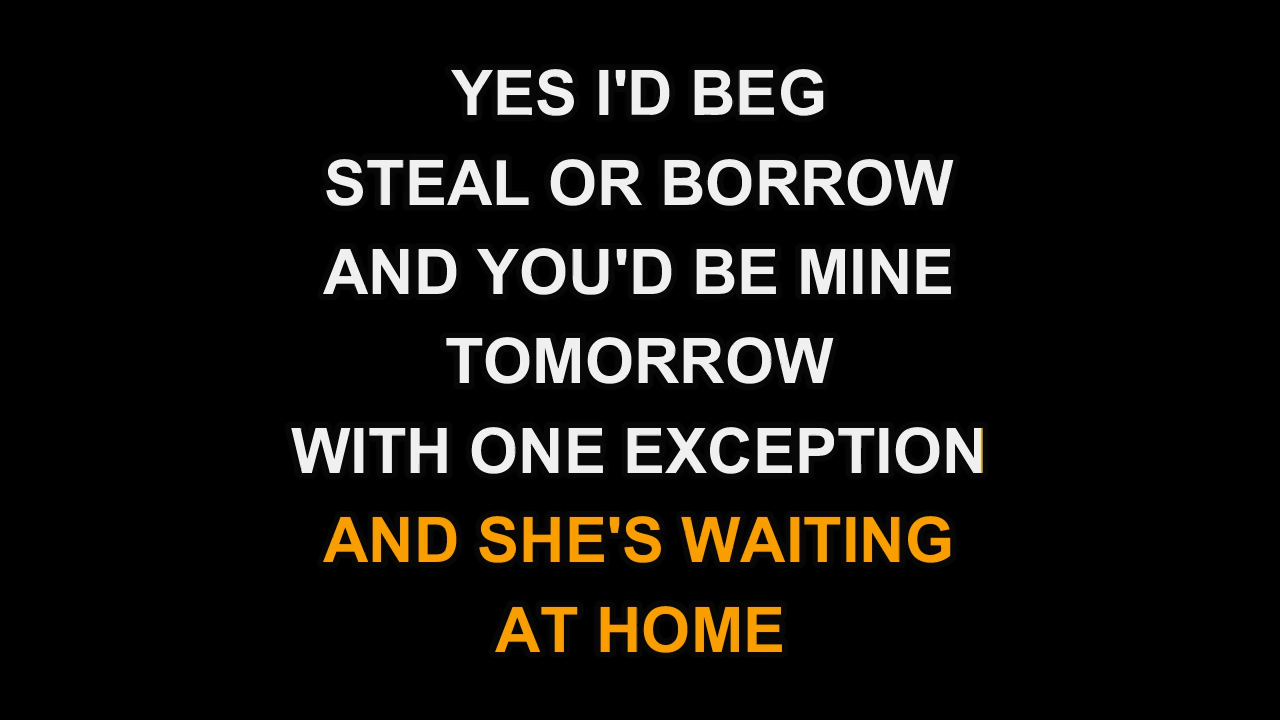 YES I'D BEG
STEAL OR BORROW
AND YOU'D BE MINE
TOMORROW
WITH ONE EXCEPTION
AND SHE'S WAITING
AT HOME